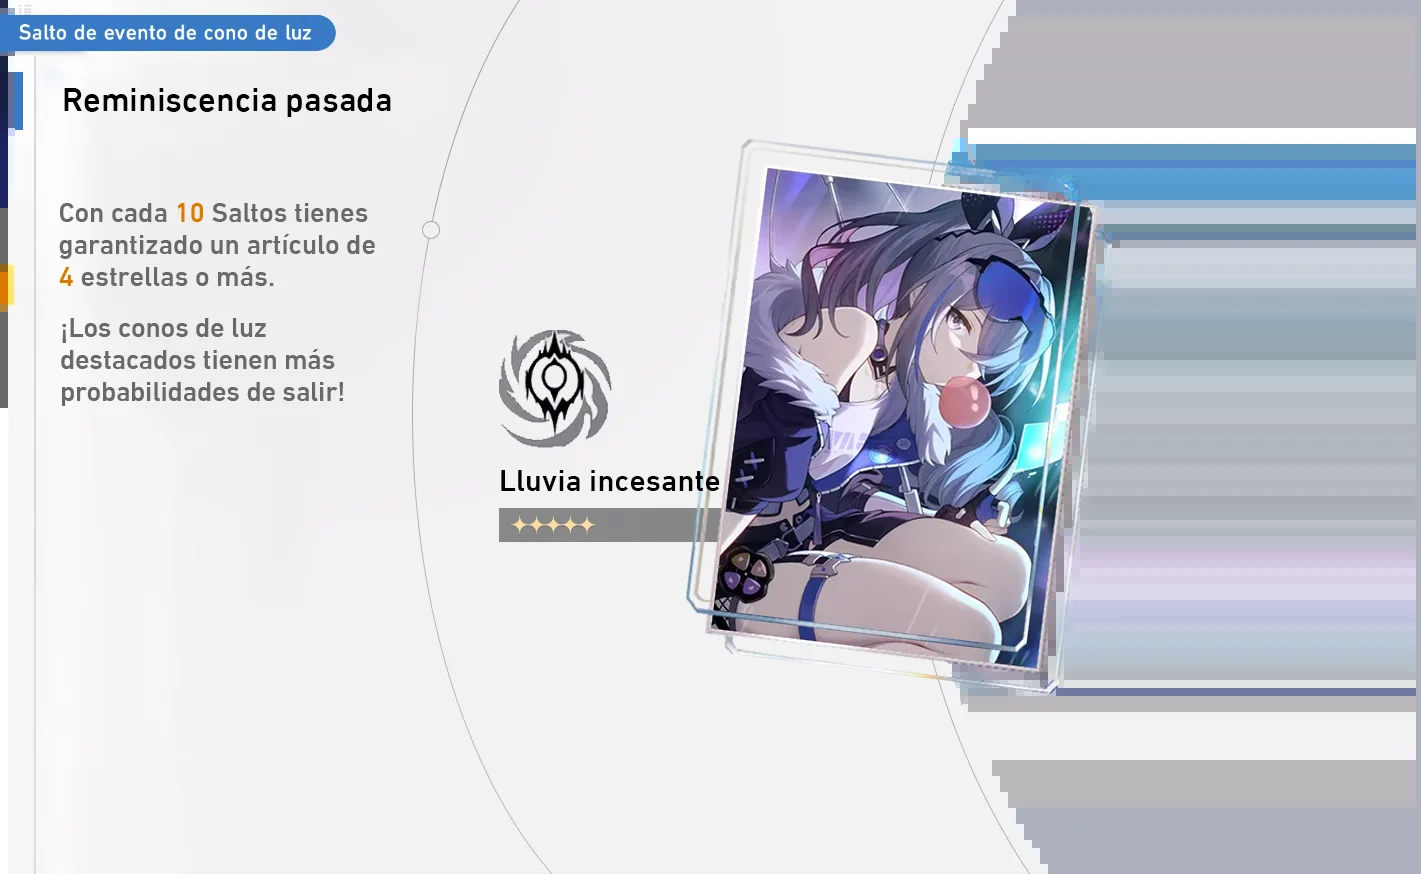 Salto de evento de cono de luz
Reminiscencia pasada
Con cada 10 Saltos tienes
garantizado un artículo de
4 estrellas o más.
¡Los conos de luz
destacados tienen más
probabilidades de salir!
Lluvia incesante